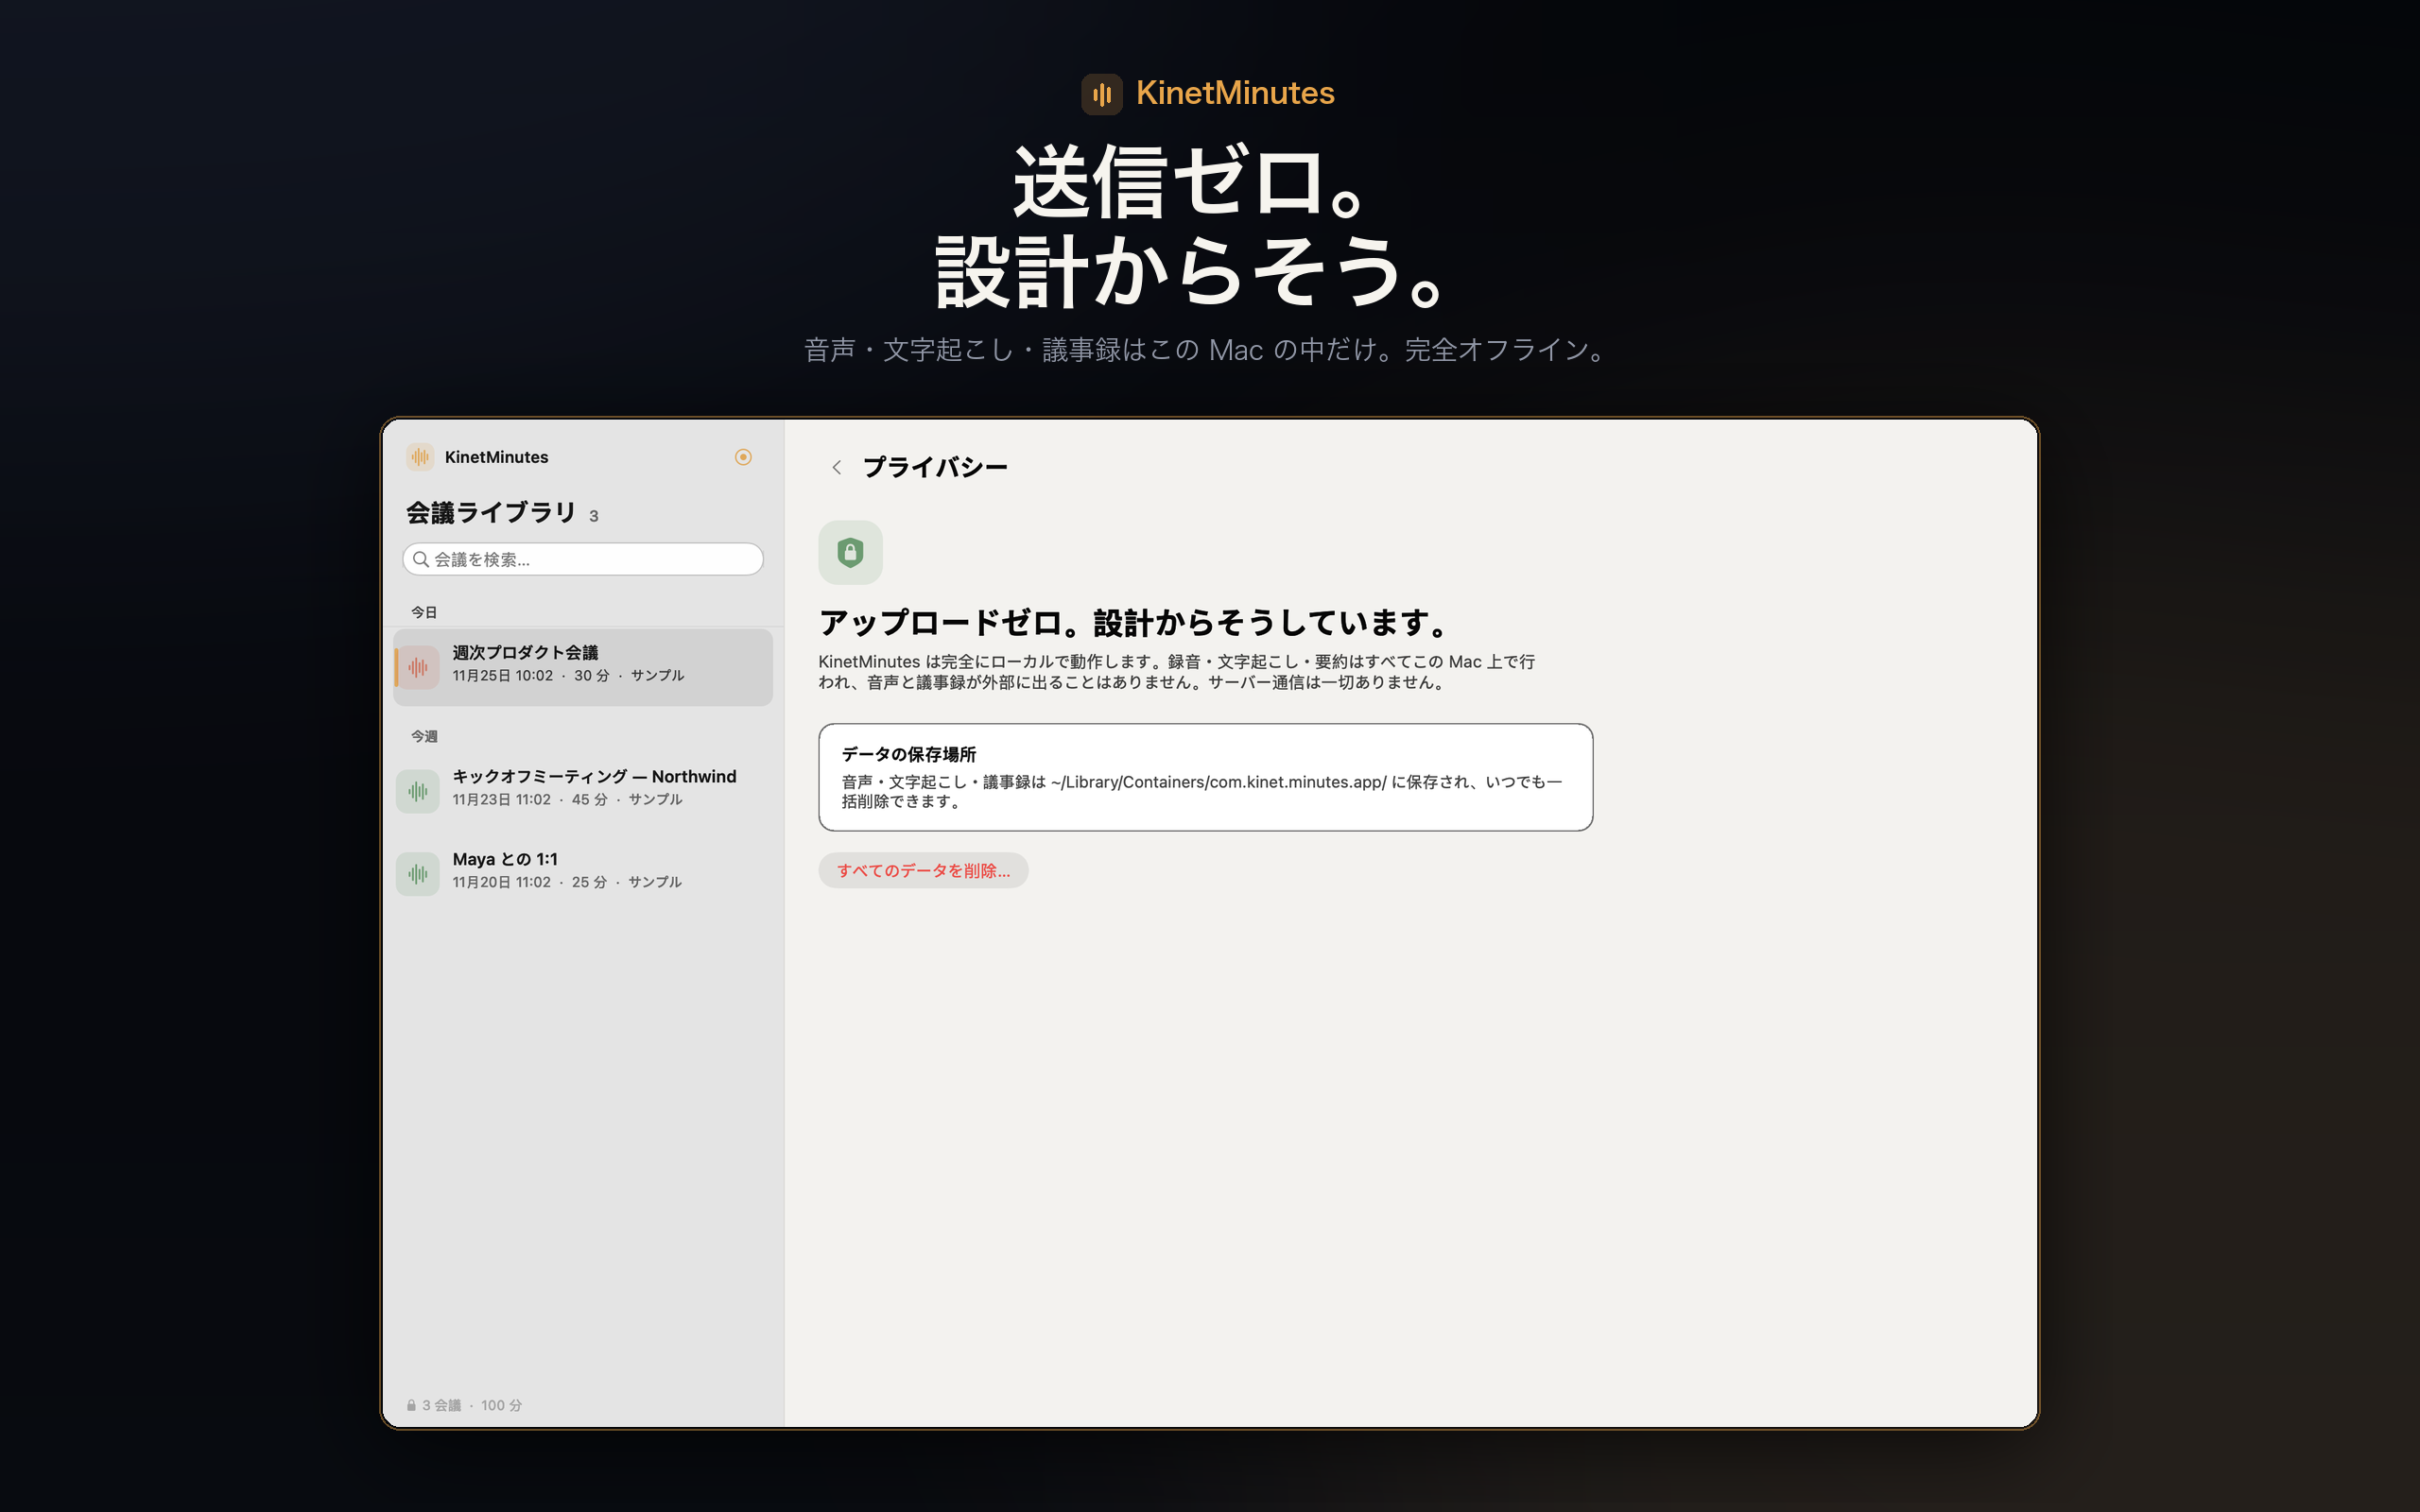 KinetMinutes
送信ゼロ。
設計からそう。
音声・文字起こし・議事録はこの Mac の中だけ。完全オフライン。
KinetMinutes
会議ライブラリ 3
会議を検索...
今日
週次プロダクト会議
11月25日 10:02 · 30 分 · サンプル
今週
キックオフミーティング — Northwind
11月23日 11:02 · 45 分 · サンプル
Maya との 1:1
11月20日 11:02 · 25 分 · サンプル
3 会議 · 100 分
プライバシー
アップロードゼロ。設計からそうしています。
KinetMinutes は完全にローカルで動作します。録音・文字起こし・要約はすべてこの Mac 上で行
われ、音声と議事録が外部に出ることはありません。サーバー通信は一切ありません。
データの保存場所
音声・文字起こし・議事録は ~/Library/Containers/com.kinet.minutes.app/ に保存され、いつでも一
括削除できます。
すべてのデータを削除...